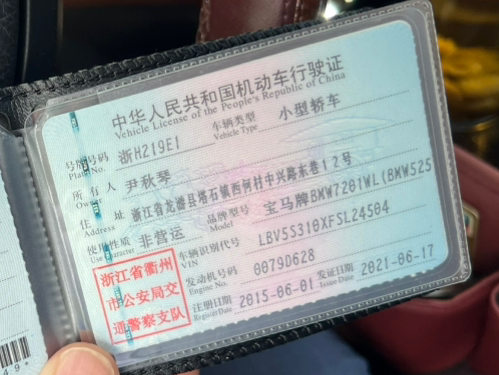 中华人民共和国机动车行驶证
Vehicle License of the People's Republic of China
号牌号码 浙H219E1 车辆类型 小型轿车
Plate No. Vehicle Type
所有人 尹秋琴
Owner
住址 浙江省龙游县塔石镇西何村中兴路东巷12号
Address
使用性质 非营运 品牌型号 宝马牌BMW7201WL(BMW525
Use Character Model
浙江省衢州
市公安局交
通警察支队
车辆识别代号 LBV5S310XFSL24504
VIN
发动机号码 0079D628
Engine No.
注册日期 2015-06-01 发证日期 2021-06-17
Register Date Issue Date
49*